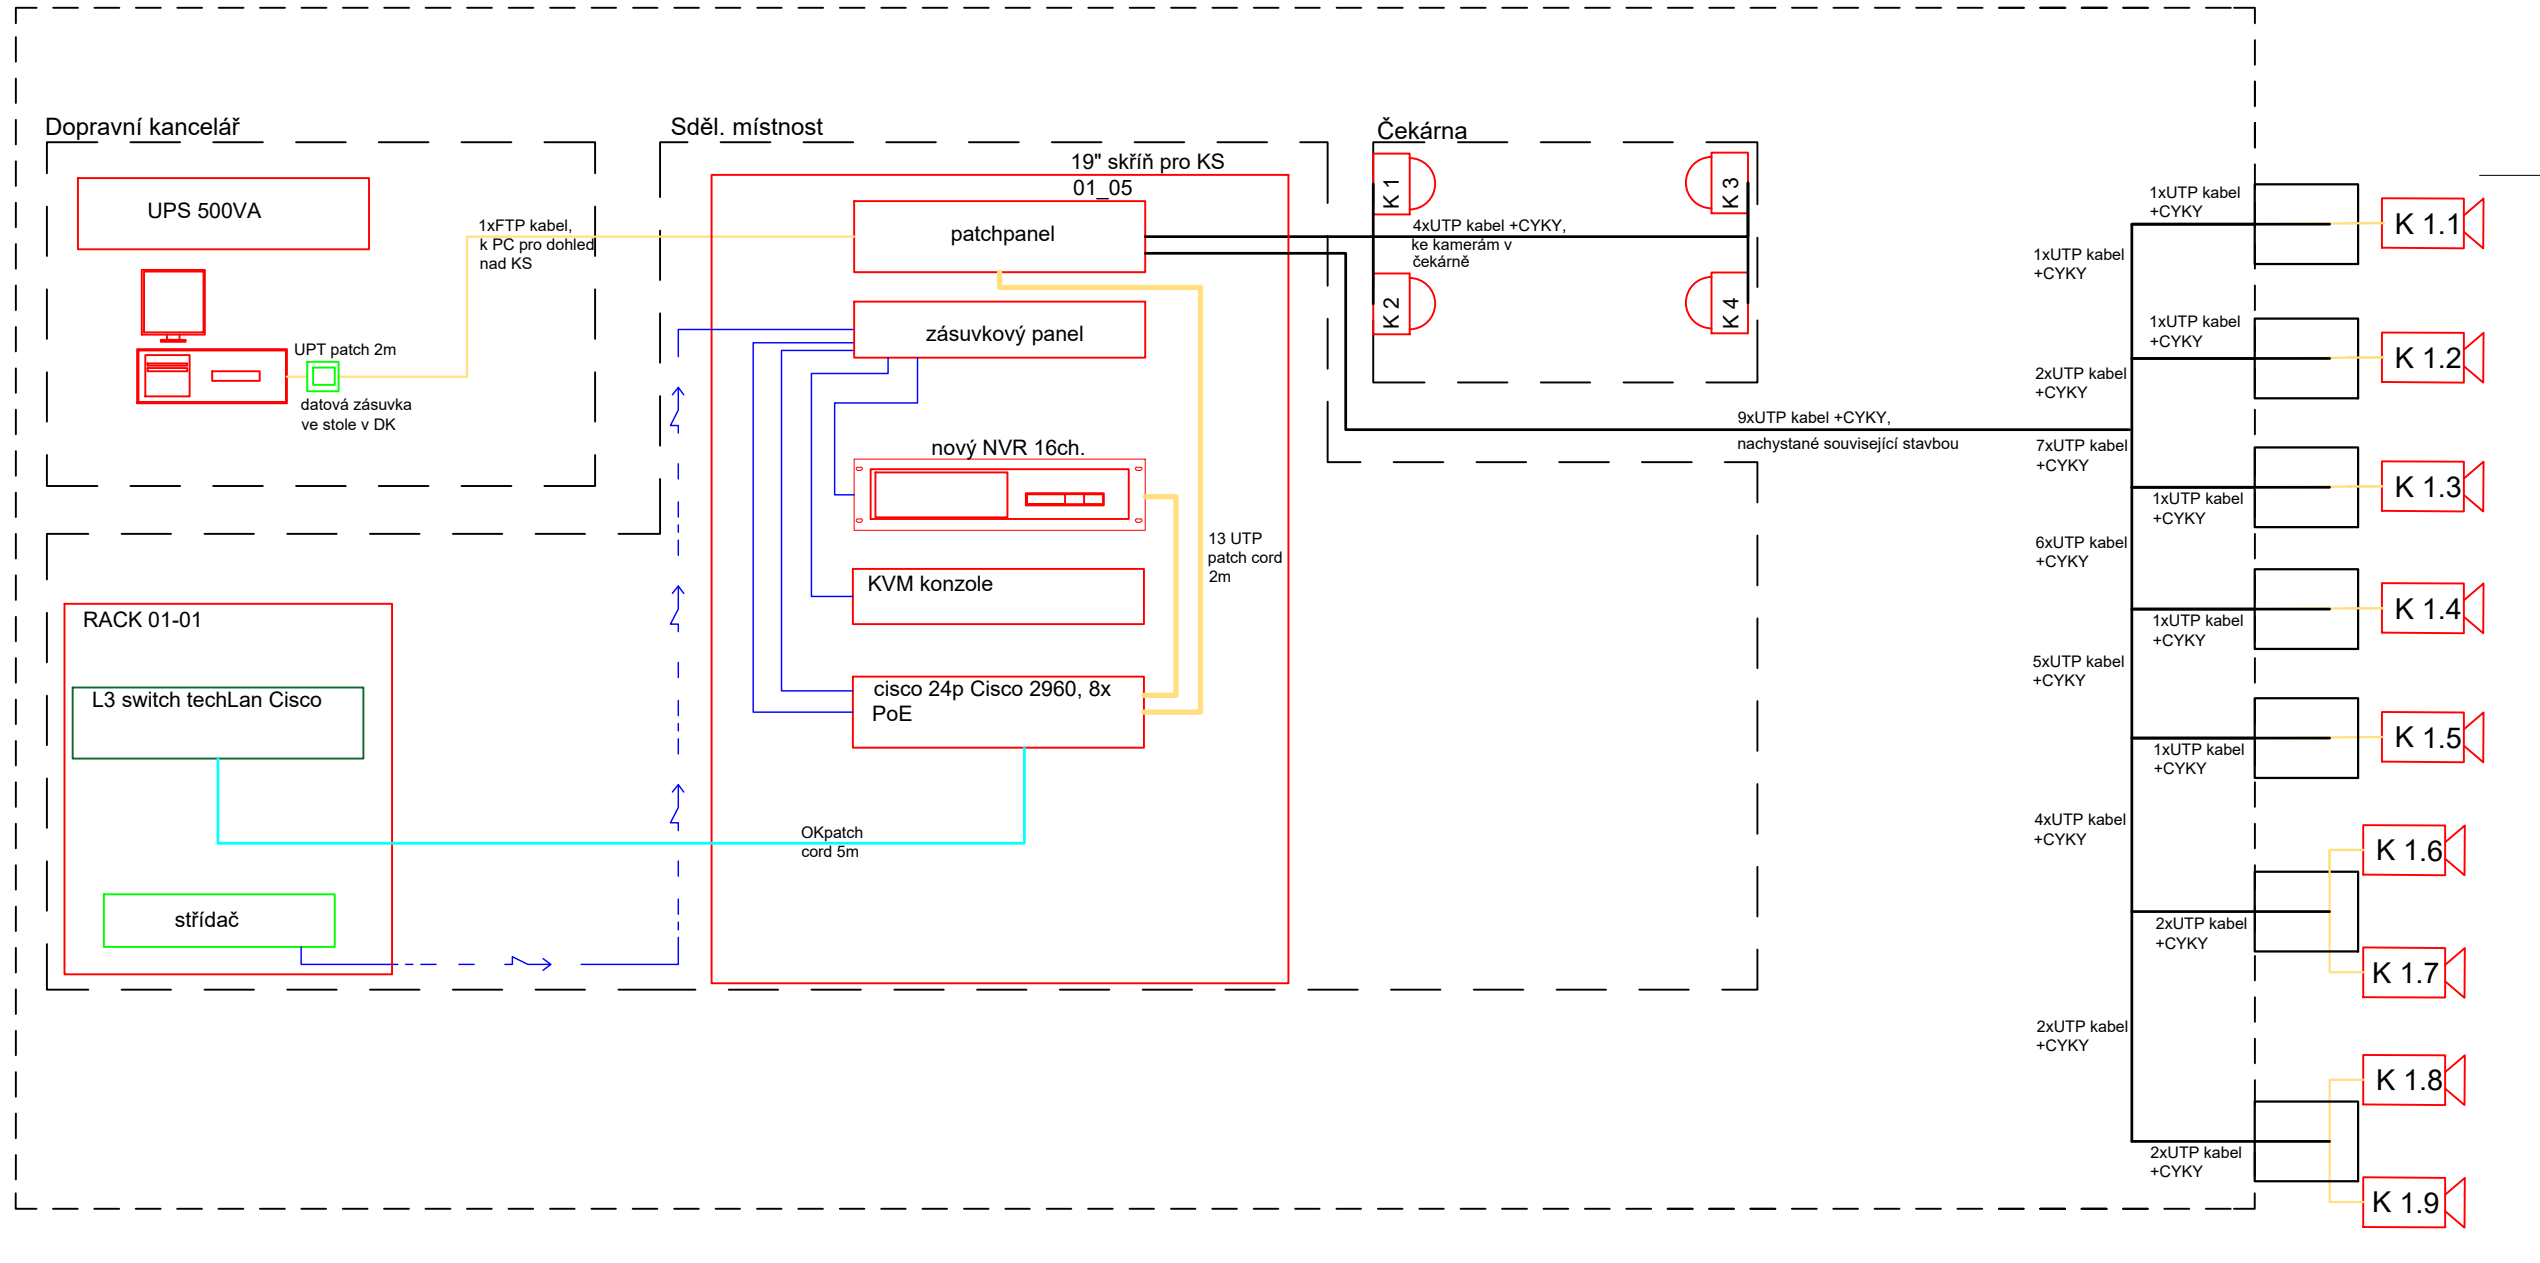 Dopravní kancelář
UPS 500VA
1xFTP kabel,
k PC pro dohled
nad KS
UPT patch 2m
datová zásuvka
ve stole v DK
Sděl. místnost
19" skříň pro KS
01_05
patchpanel
zásuvkový panel
nový NVR 16ch.
KVM konzole
cisco 24p Cisco 2960, 8x
PoE
13 UTP
patch cord
2m
OKpatch
cord 5m
RACK 01-01
L3 switch techLan Cisco
střídač
Čekárna
K 1
K 3
4xUTP kabel +CYKY,
ke kamerám v
čekárně
K 2
K 4
9xUTP kabel +CYKY,
nachystané související stavbou
1xUTP kabel
+CYKY
2xUTP kabel
+CYKY
7xUTP kabel
+CYKY
6xUTP kabel
+CYKY
5xUTP kabel
+CYKY
4xUTP kabel
+CYKY
2xUTP kabel
+CYKY
1xUTP kabel
+CYKY
K 1.1
1xUTP kabel
+CYKY
K 1.2
1xUTP kabel
+CYKY
K 1.3
1xUTP kabel
+CYKY
K 1.4
1xUTP kabel
+CYKY
K 1.5
K 1.6
2xUTP kabel
+CYKY
K 1.7
K 1.8
2xUTP kabel
+CYKY
K 1.9